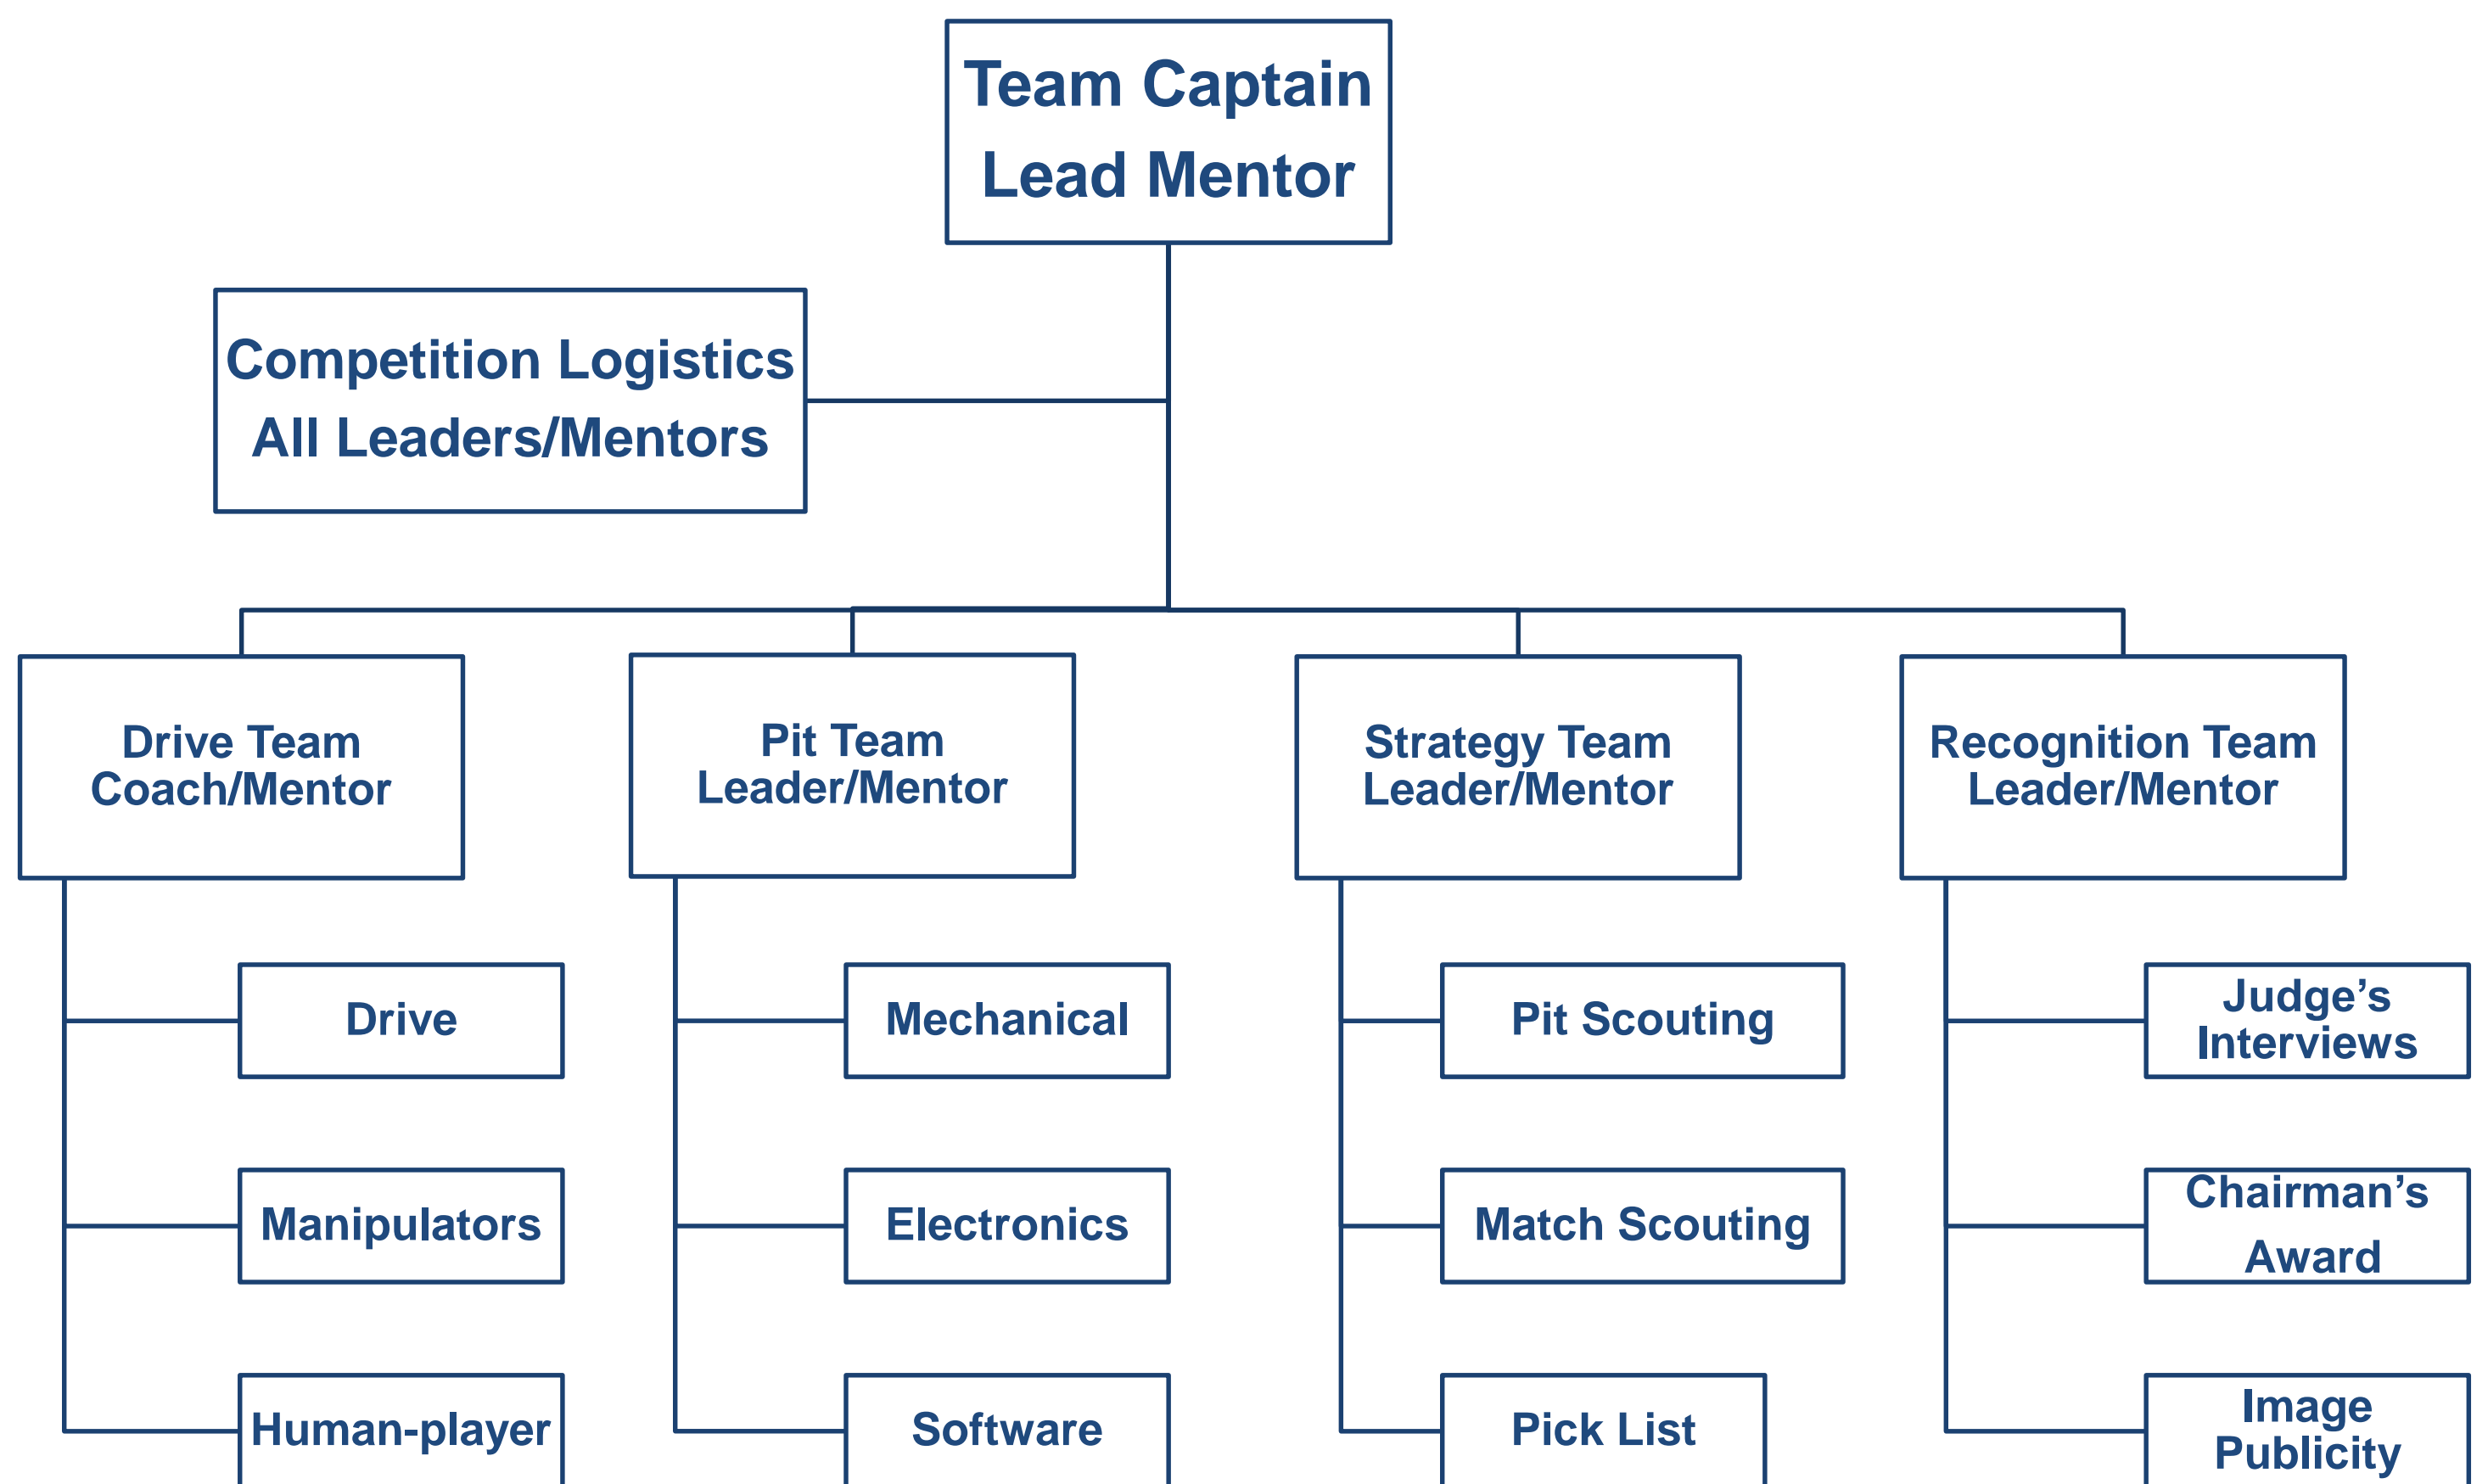 Team Captain
Lead Mentor
Competition Logistics
All Leaders/Mentors
Drive Team
Coach/Mentor
Pit Team
Leader/Mentor
Strategy Team
Leader/Mentor
Recognition Team
Leader/Mentor
Drive
Mechanical
Pit Scouting
Judge’s
Interviews
Manipulators
Electronics
Match Scouting
Chairman’s
Award
Human-player
Software
Pick List
Image
Publicity